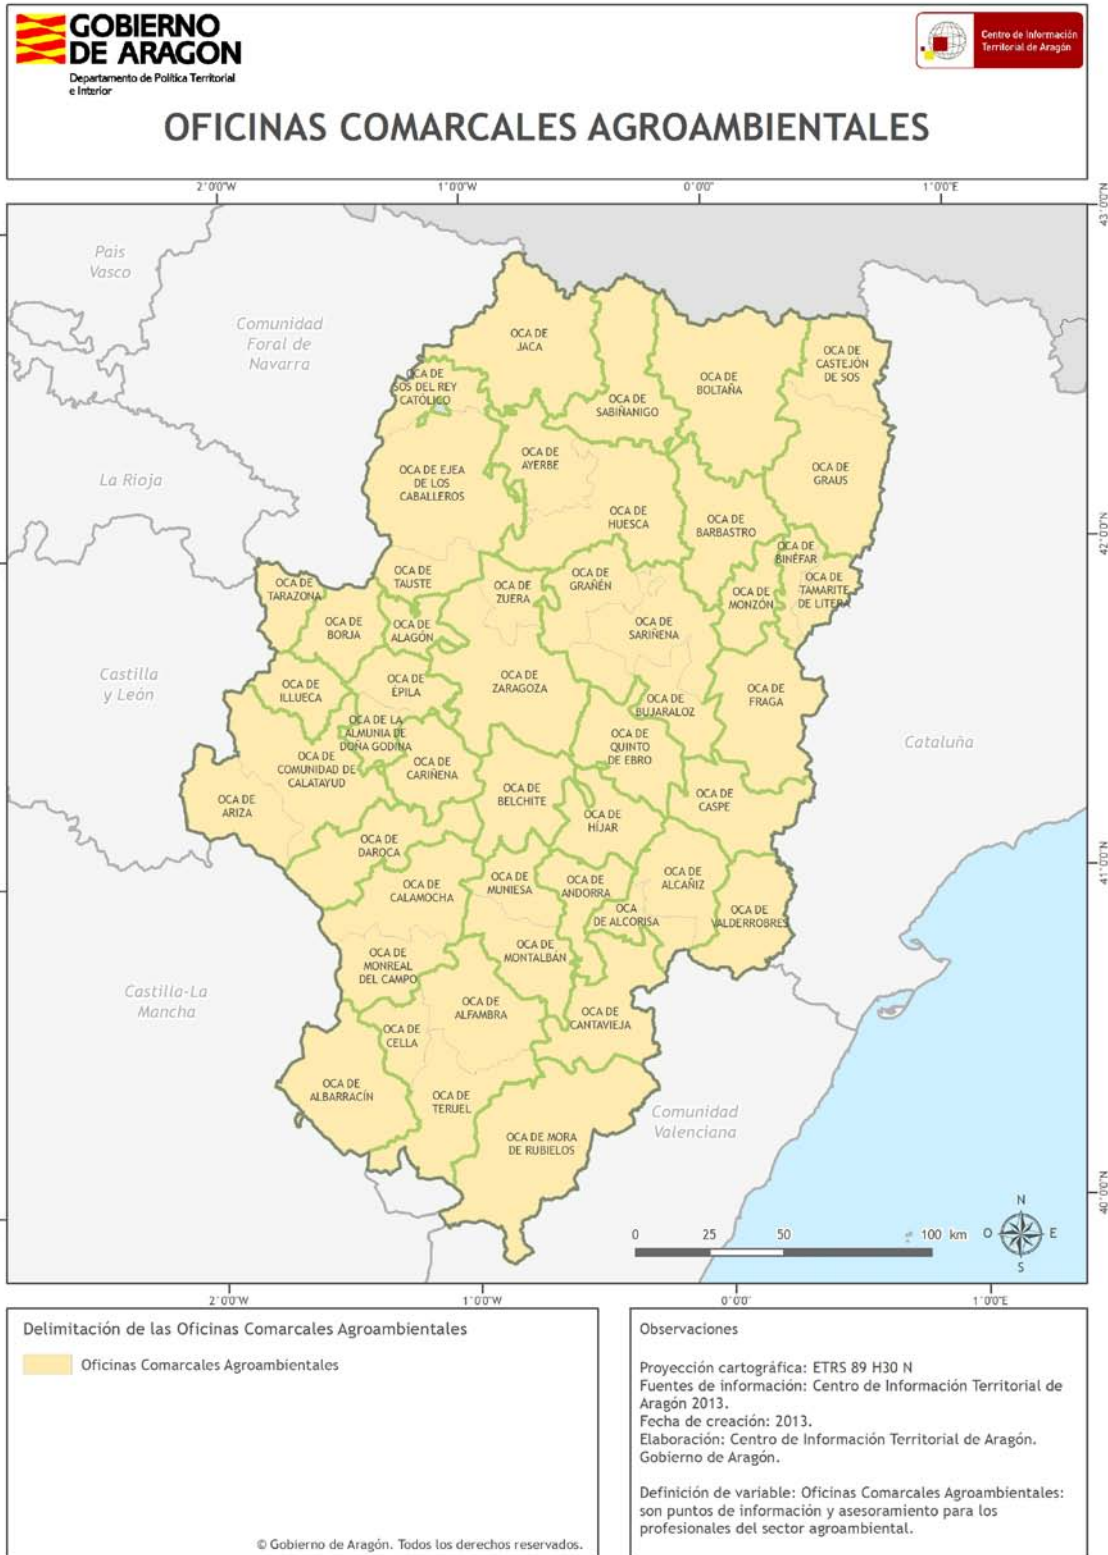 GOBIERNO
DE ARAGON
Departamento de Política Territorial
e Interior
Centro de Información
Territorial de Aragón
OFICINAS COMARCALES AGROAMBIENTALES
2°0'0"W
1°0'0"W
0°0'0"
1°0'0"E
43°0'0"N
País
Vasco
Comunidad
Foral de
Navarra
La Rioja
Castilla
y León
Castilla-La
Mancha
Cataluña
Comunidad
Valenciana
OCA DE
JACA
OCA DE
CASTEJÓN
DE SOS
OCA DE
SOS DEL REY
CATÓLICO
OCA DE
BOLTAÑA
OCA DE
SABIÑANIGO
OCA DE
AYERBE
OCA DE EJEA
DE LOS
CABALLEROS
OCA DE
GRAUS
OCA DE
HUESCA
OCA DE
BARBASTRO
42°0'0"N
OCA DE
BINÉFAR
OCA DE
TARAZONA
OCA DE
TAUSTE
OCA DE
ZUERA
OCA DE
GRAÑÉN
OCA DE
MONZÓN
OCA DE
TAMARITE
DE LITERA
OCA DE
BORJA
OCA DE
ALAGÓN
OCA DE
SARIÑENA
OCA DE
ILLUECA
OCA DE
ÉPILA
OCA DE
ZARAGOZA
OCA DE
BUJARALOZ
OCA DE
FRAGA
OCA DE LA
ALMUNIA DE
DOÑA GODINA
OCA DE
QUINTO
DE EBRO
OCA DE
COMUNIDAD DE
CALATAYUD
OCA DE
CARIÑENA
OCA DE
ARIZA
OCA DE
BELCHITE
OCA DE
CASPE
OCA DE
HÍJAR
OCA DE
DAROCA
41°0'0"N
OCA DE
CALAMOCHA
OCA DE
MUNIESA
OCA DE
ANDORRA
OCA DE
ALCAÑIZ
OCA
DE ALCORISA
OCA DE
VALDERROBRES
OCA DE
MONREAL
DEL CAMPO
OCA DE
MONTALBÁN
OCA DE
ALFAMBRA
OCA DE
CANTAVIEJA
OCA DE
CELLA
OCA DE
ALBARRACÍN
OCA DE
TERUEL
OCA DE MORA
DE RUBIELOS
40°0'0"N
N
O
E
S
0
25
50
100 km
2°0'0"W
1°0'0"W
0°0'0"
1°0'0"E
Delimitación de las Oficinas Comarcales Agroambientales
Oficinas Comarcales Agroambientales
© Gobierno de Aragón. Todos los derechos reservados.
Observaciones
Proyección cartográfica: ETRS 89 H30 N
Fuentes de información: Centro de Información Territorial de
Aragón 2013.
Fecha de creación: 2013.
Elaboración: Centro de Información Territorial de Aragón.
Gobierno de Aragón.
Definición de variable: Oficinas Comarcales Agroambientales:
son puntos de información y asesoramiento para los
profesionales del sector agroambiental.